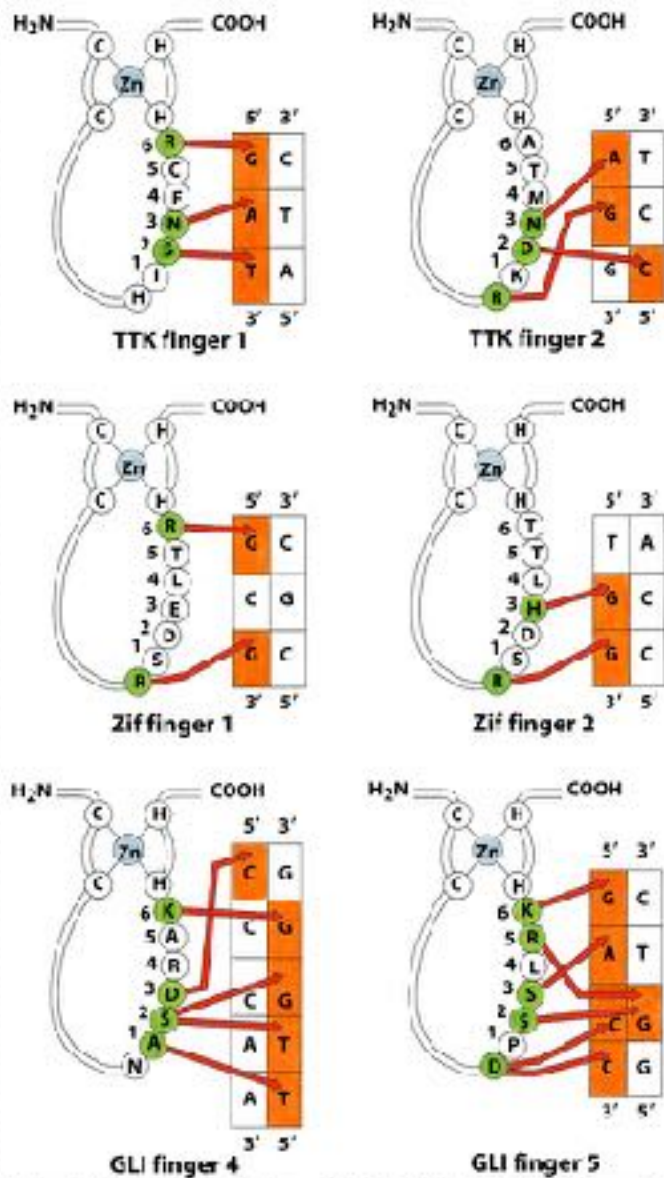 H₂N C H COOH
Zn
C H
5' 3'
6 R G C
5 C
4 F
3 N A T
2 S
1 I T A
H
3' 5'
TTK finger 1
H₂N C H COOH
Zn
C H
5' 3'
6 A A T
5 T
4 M
3 N G C
2 D
1 K G C
R
3' 5'
TTK finger 2
H₂N C H COOH
Zn
C H
5' 3'
6 R G C
5 T
4 L
3 E C G
2 D
1 S G C
R
3' 5'
Zif finger 1
H₂N C H COOH
Zn
C H
5' 3'
6 T T A
5 T
4 L
3 H G C
2 D
1 S G C
R
3' 5'
Zif finger 2
H₂N C H COOH
Zn
5' 3'
C H C G
6 K C G
5 A
4 R
3 D C G
2 S
1 A A T
N A T
3' 5'
GLI finger 4
H₂N C H COOH
Zn
5' 3'
C H
6 K G C
5 R
4 L A T
3 S
2 S C G
1 P
D C G
3' 5'
GLI finger 5